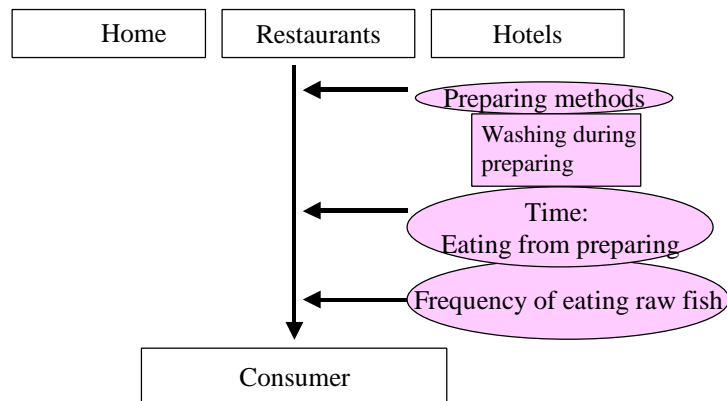 Home
Restaurants
Hotels
Preparing methods
Washing during
preparing
Time:
Eating from preparing
Frequency of eating raw fish
Consumer